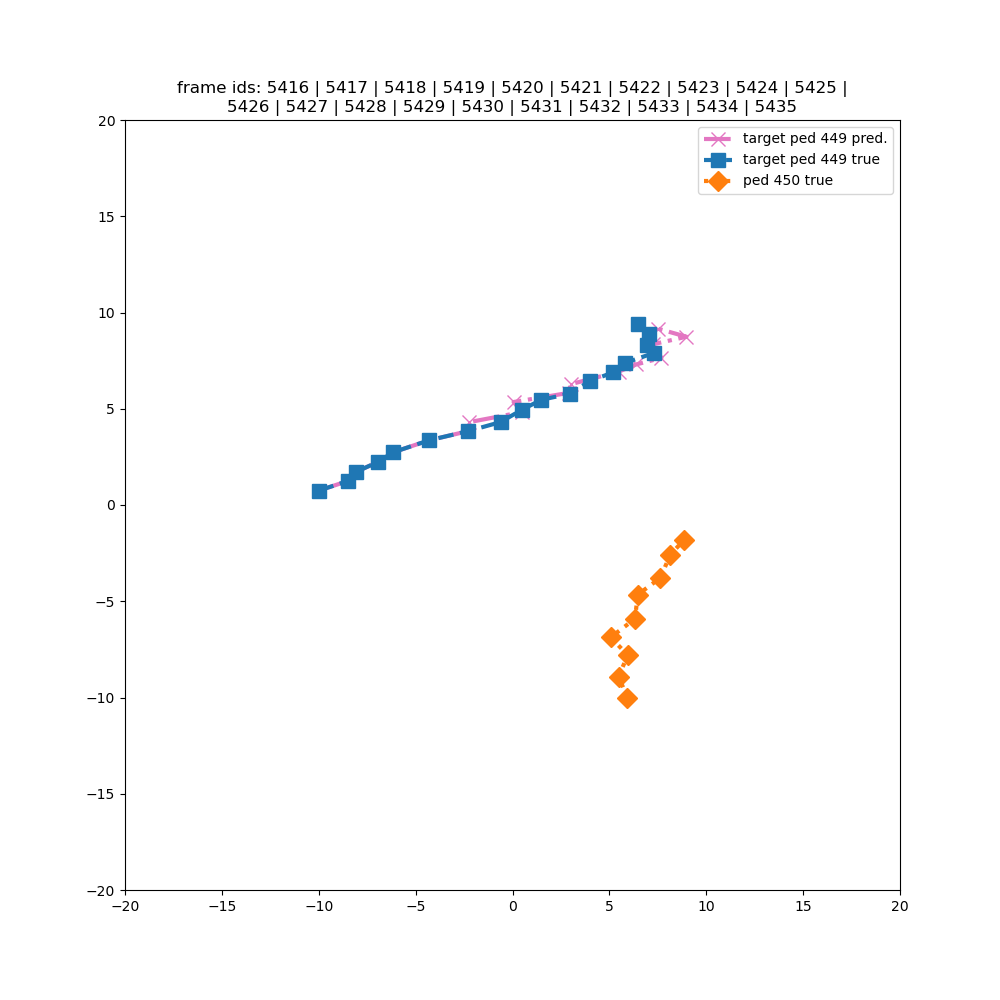 frame ids: 5416 | 5417 | 5418 | 5419 | 5420 | 5421 | 5422 | 5423 | 5424 | 5425 |
5426 | 5427 | 5428 | 5429 | 5430 | 5431 | 5432 | 5433 | 5434 | 5435
target ped 449 pred.
target ped 449 true
ped 450 true
20
15
10
5
0
−5
−10
−15
−20
−20 −15 −10 −5 0 5 10 15 20